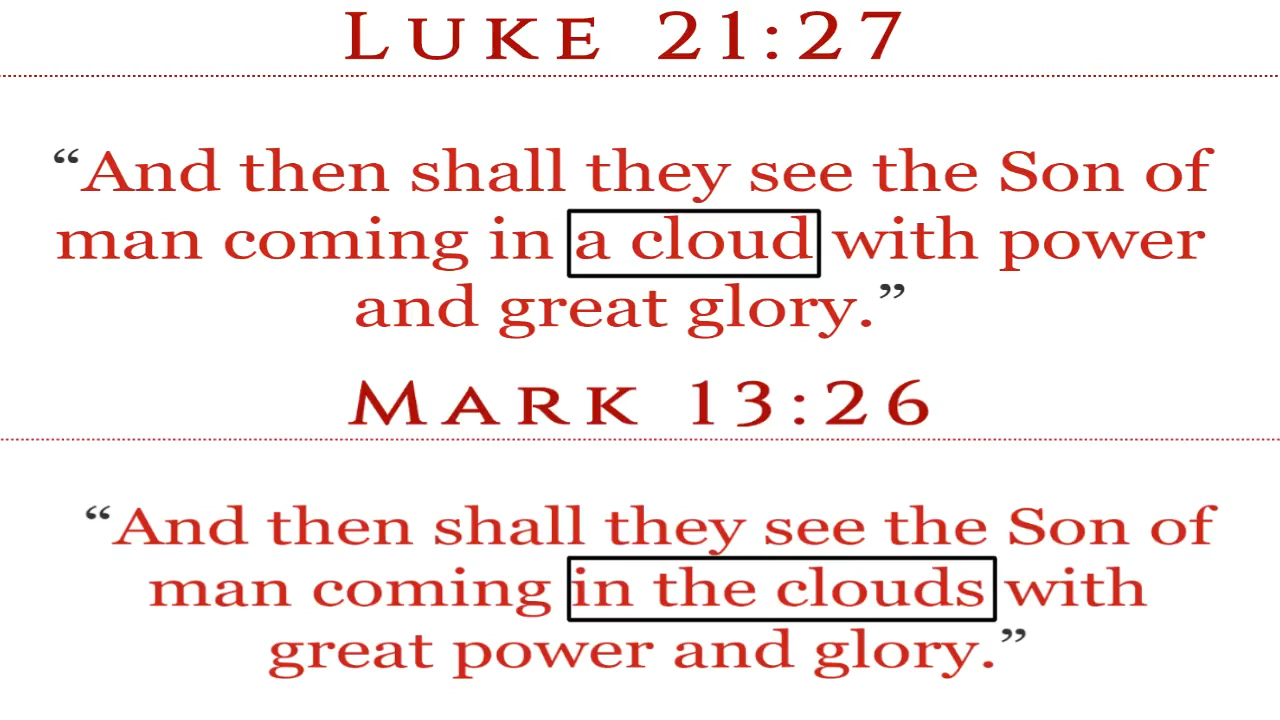 LUKE 21:27
“And then shall they see the Son of
man coming in a cloud with power
and great glory.”
MARK 13:26
“And then shall they see the Son of
man coming in the clouds with
great power and glory.”